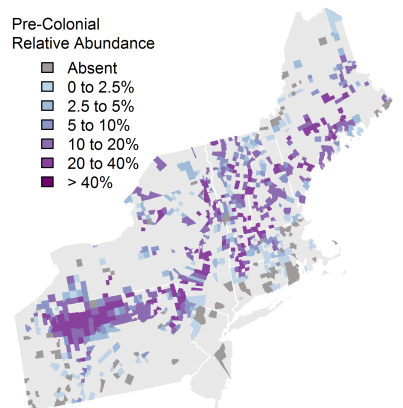 Pre-Colonial
Relative Abundance
Absent
0 to 2.5%
2.5 to 5%
5 to 10%
10 to 20%
20 to 40%
> 40%